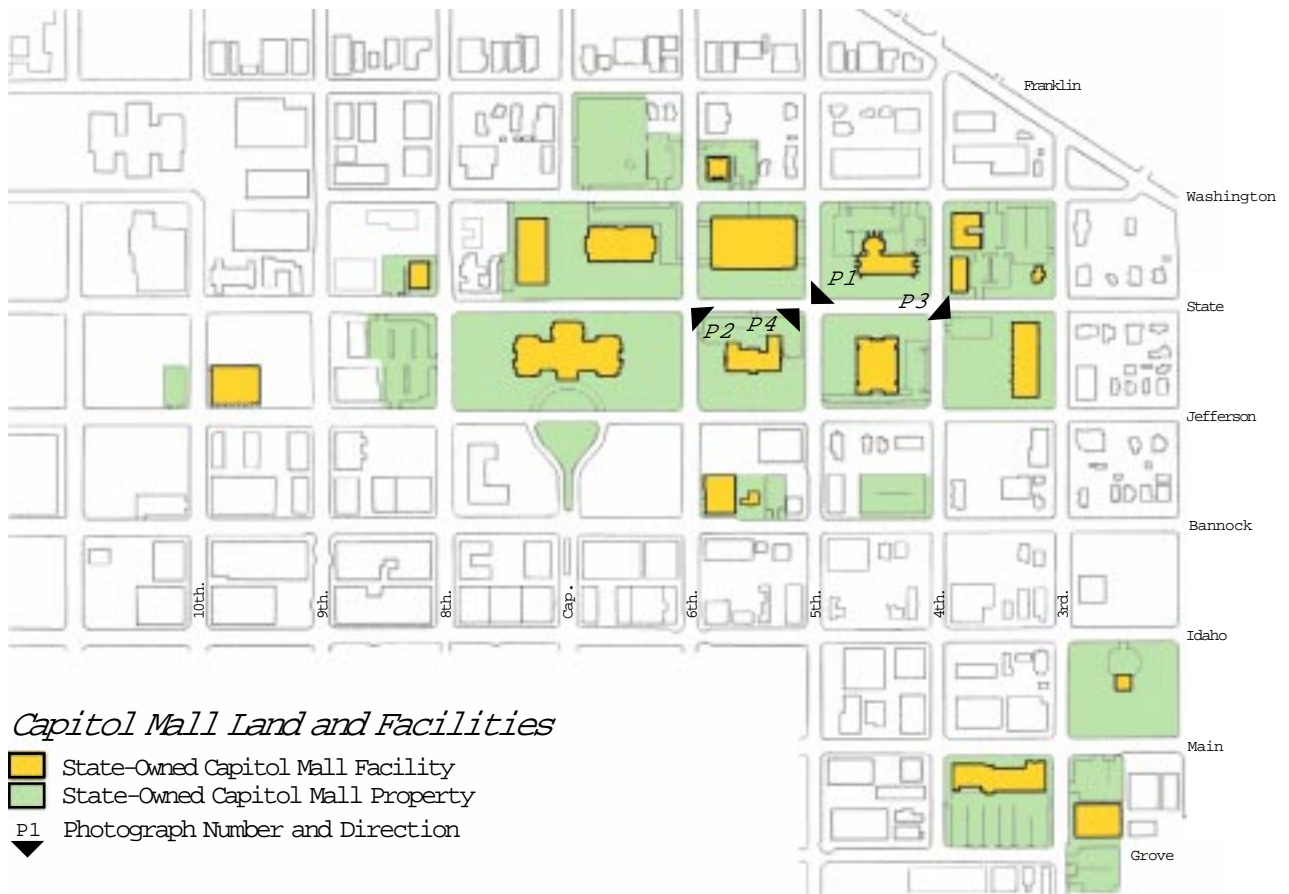 Franklin
Washington
P1
State
P3
P2
P4
Jefferson
Bannock
10th.
9th.
8th.
Cap.
6th.
5th.
4th.
3rd.
Idaho
Capitol Mall Land and Facilities
Main
State-Owned Capitol Mall Facility
State-Owned Capitol Mall Property
P1 Photograph Number and Direction
Grove